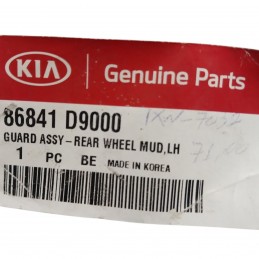 KIA
Genuine Parts
86841 D9000
GUARD ASSY-REAR WHEEL MUD,LH
1 PC BE MADE IN KOREA